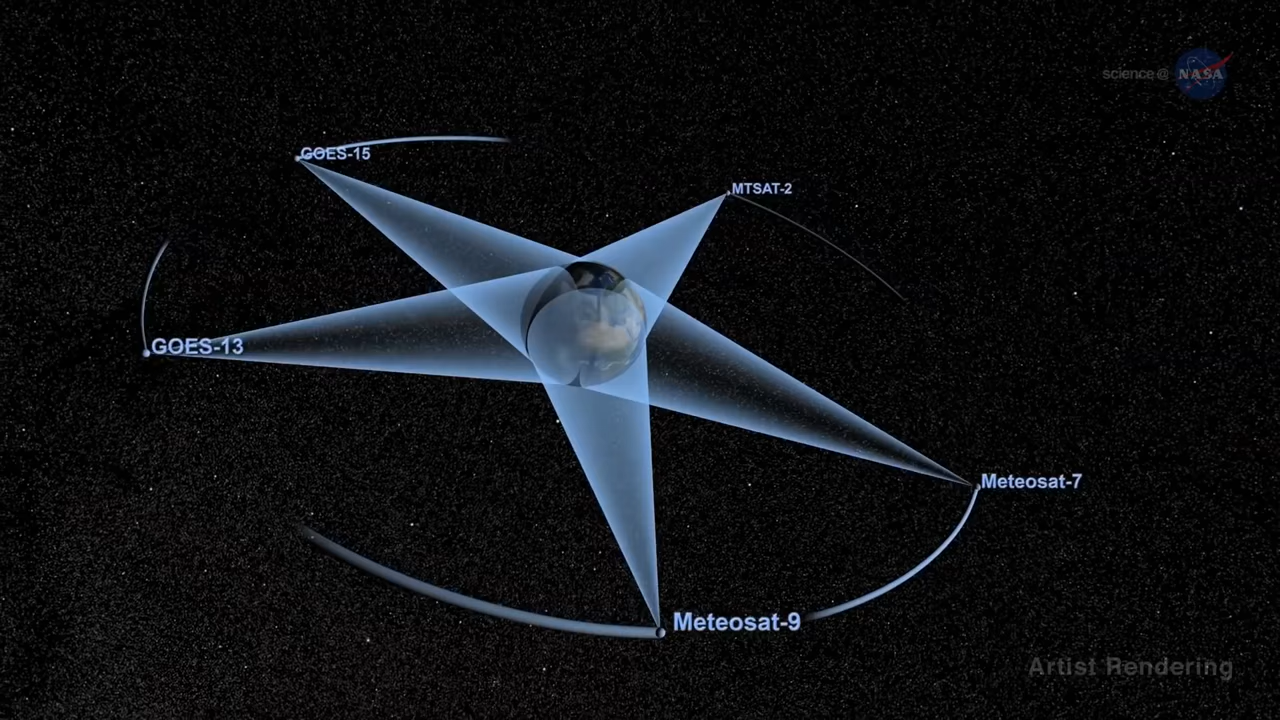 science@ NASA
GOES-15
MTSAT-2
GOES-13
Meteosat-7
Meteosat-9
Artist Rendering